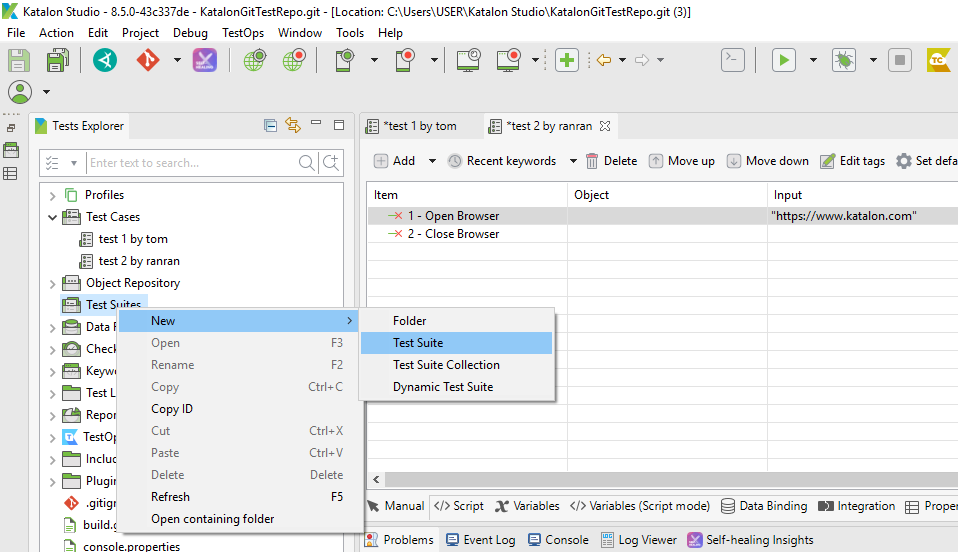 Katalon Studio - 8.5.0-43c337de - KatalonGitTestRepo.git - [Location: C:\Users\USER\Katalon Studio\KatalonGitTestRepo.git (3)]
File Action Edit Project Debug TestOps Window Tools Help
HEALING
TC
Tests Explorer
*test 1 by tom
*test 2 by ranran
Enter text to search...
Add
Recent keywords
Delete
Move up
Move down
Edit tags
Set defa
Profiles
Test Cases
test 1 by tom
test 2 by ranran
Object Repository
Test Suites
Data F
Check
Keywo
Test L
Repor
TestOp
Includ
Plugin
.gitign
build.g
console.properties
Item Object Input
1 - Open Browser "https://www.katalon.com"
2 - Close Browser
New
Open F3
Rename F2
Copy Ctrl+C
Copy ID
Cut Ctrl+X
Paste Ctrl+V
Delete Delete
Refresh F5
Open containing folder
Folder
Test Suite
Test Suite Collection
Dynamic Test Suite
Manual </> Script Variables </> Variables (Script mode) Data Binding Integration Proper
Problems Event Log Console Log Viewer Self-healing Insights